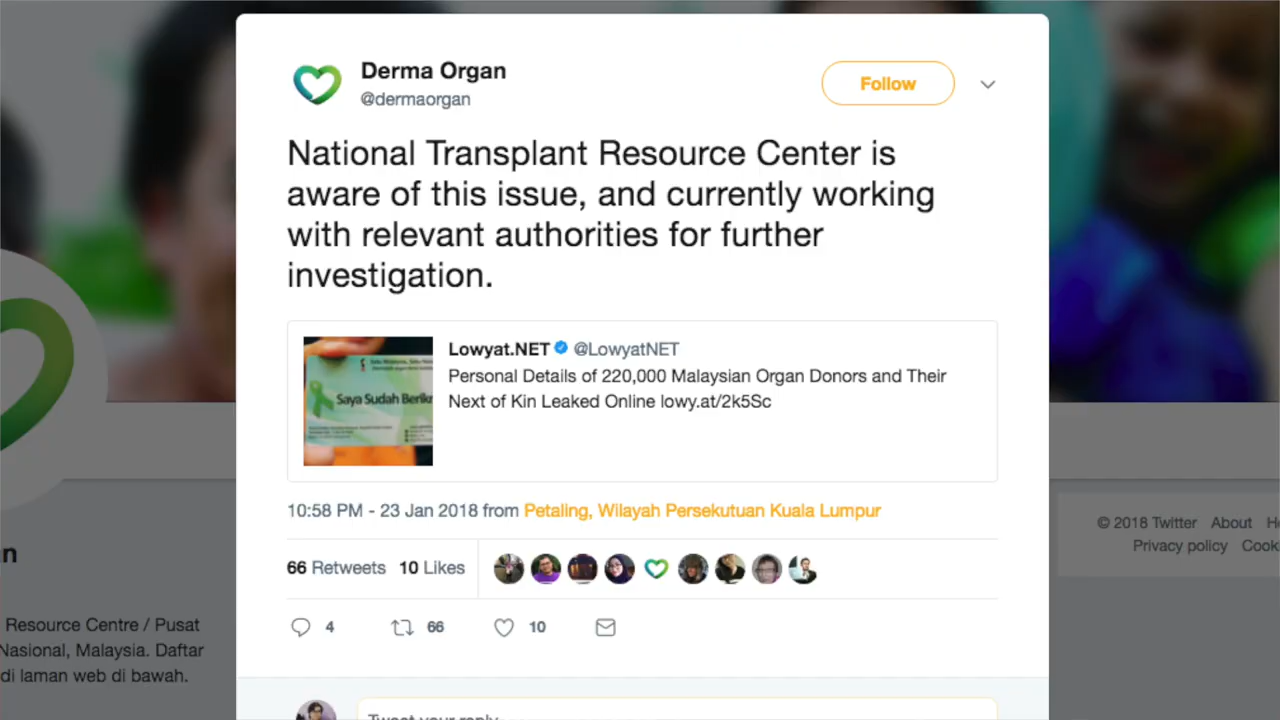 Derma Organ
@dermaorgan
Follow
National Transplant Resource Center is
aware of this issue, and currently working
with relevant authorities for further
investigation.
Lowyat.NET @LowyatNET
Personal Details of 220,000 Malaysian Organ Donors and Their
Next of Kin Leaked Online lowy.at/2k5Sc
Saya Sudah Berikr
10:58 PM - 23 Jan 2018 from Petaling, Wilayah Persekutuan Kuala Lumpur
66 Retweets 10 Likes
4 66 10
Tweet your reply
n
Resource Centre / Pusat
Nasional, Malaysia. Daftar
di laman web di bawah.
© 2018 Twitter About He
Privacy policy Cook